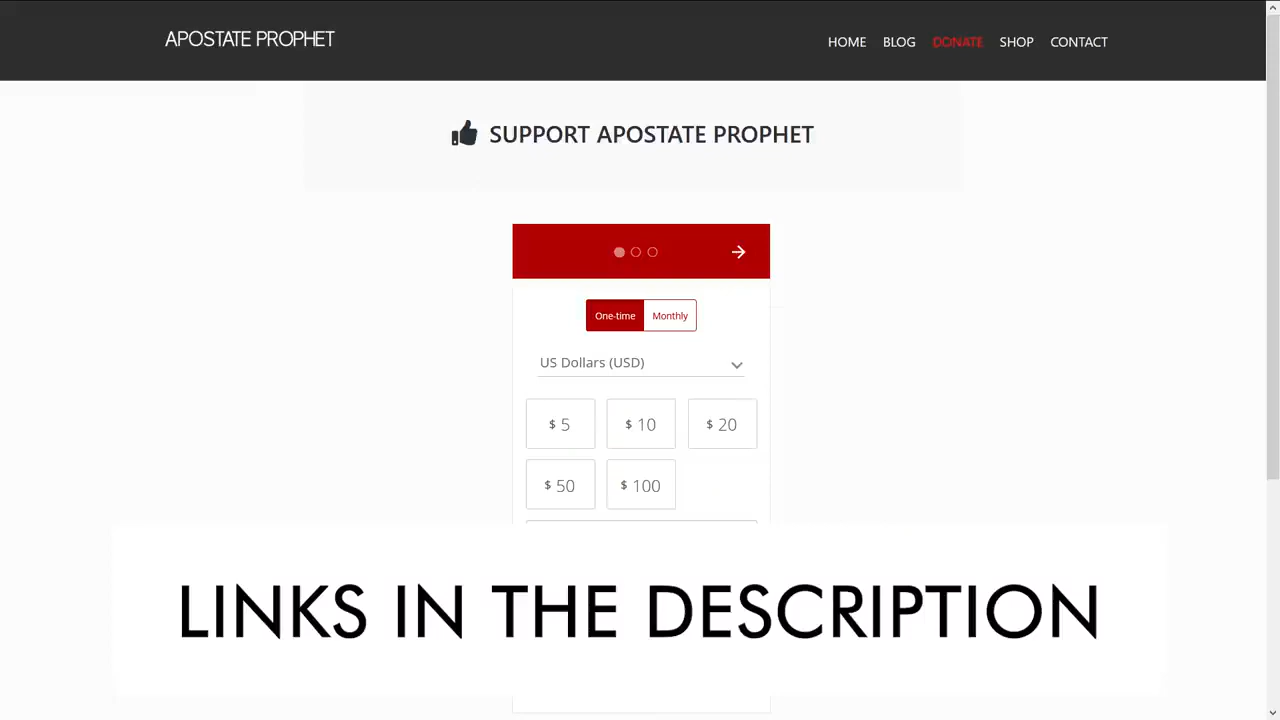 APOSTATE PROPHET
HOME BLOG DONATE SHOP CONTACT
SUPPORT APOSTATE PROPHET
One-time Monthly
US Dollars (USD)
$ 5 $ 10 $ 20
$ 50 $ 100
LINKS IN THE DESCRIPTION